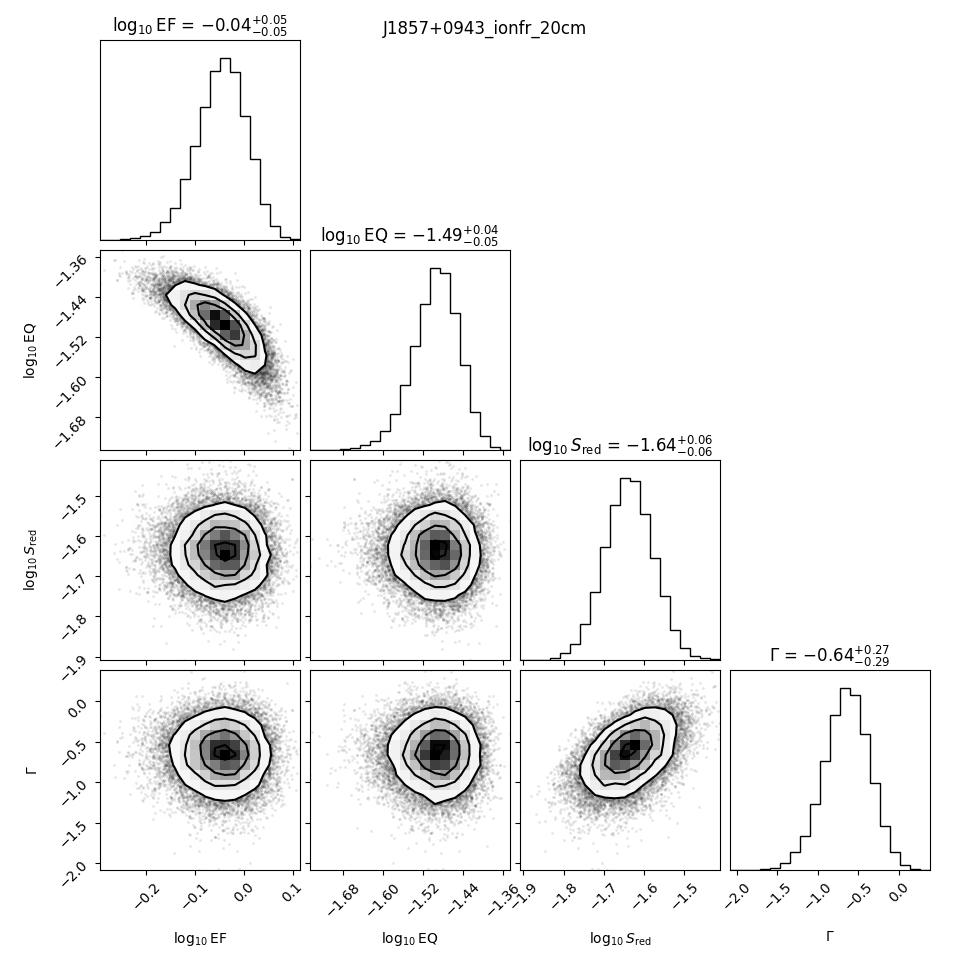 log₁₀ EF = −0.04 +0.05 −0.05
J1857+0943_ionfr_20cm
log₁₀ EQ = −1.49 +0.04 −0.05
−1.36
−1.44
−1.52
−1.60
−1.68
log₁₀ EQ
log₁₀ S_red = −1.64 +0.06 −0.06
−1.5
−1.6
−1.7
−1.8
−1.9
log₁₀ S_red
Γ = −0.64 +0.27 −0.29
0.0
−0.5
−1.0
−1.5
−2.0
Γ
−0.2 −0.1 0.0 0.1
−1.68 −1.60 −1.52 −1.44 −1.36
−1.9 −1.8 −1.7 −1.6 −1.5
−2.0 −1.5 −1.0 −0.5 0.0
log₁₀ EF
log₁₀ EQ
log₁₀ S_red
Γ